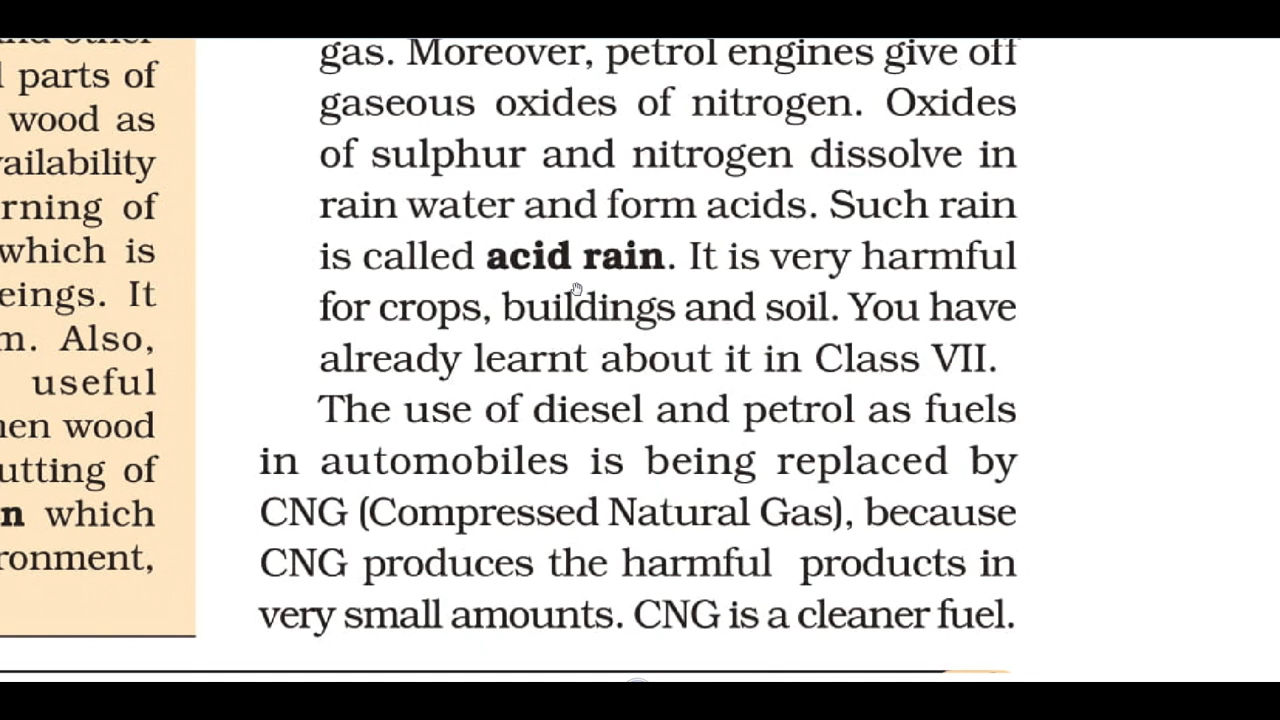 parts of
wood as
rning of
which is
eings. It
m. Also,
useful
en wood
utting of
n which
ronment,
gas. Moreover, petrol engines give off
gaseous oxides of nitrogen. Oxides
of sulphur and nitrogen dissolve in
rain water and form acids. Such rain
is called acid rain. It is very harmful
for crops, buildings and soil. You have
already learnt about it in Class VII.
The use of diesel and petrol as fuels
in automobiles is being replaced by
CNG (Compressed Natural Gas), because
CNG produces the harmful products in
very small amounts. CNG is a cleaner fuel.